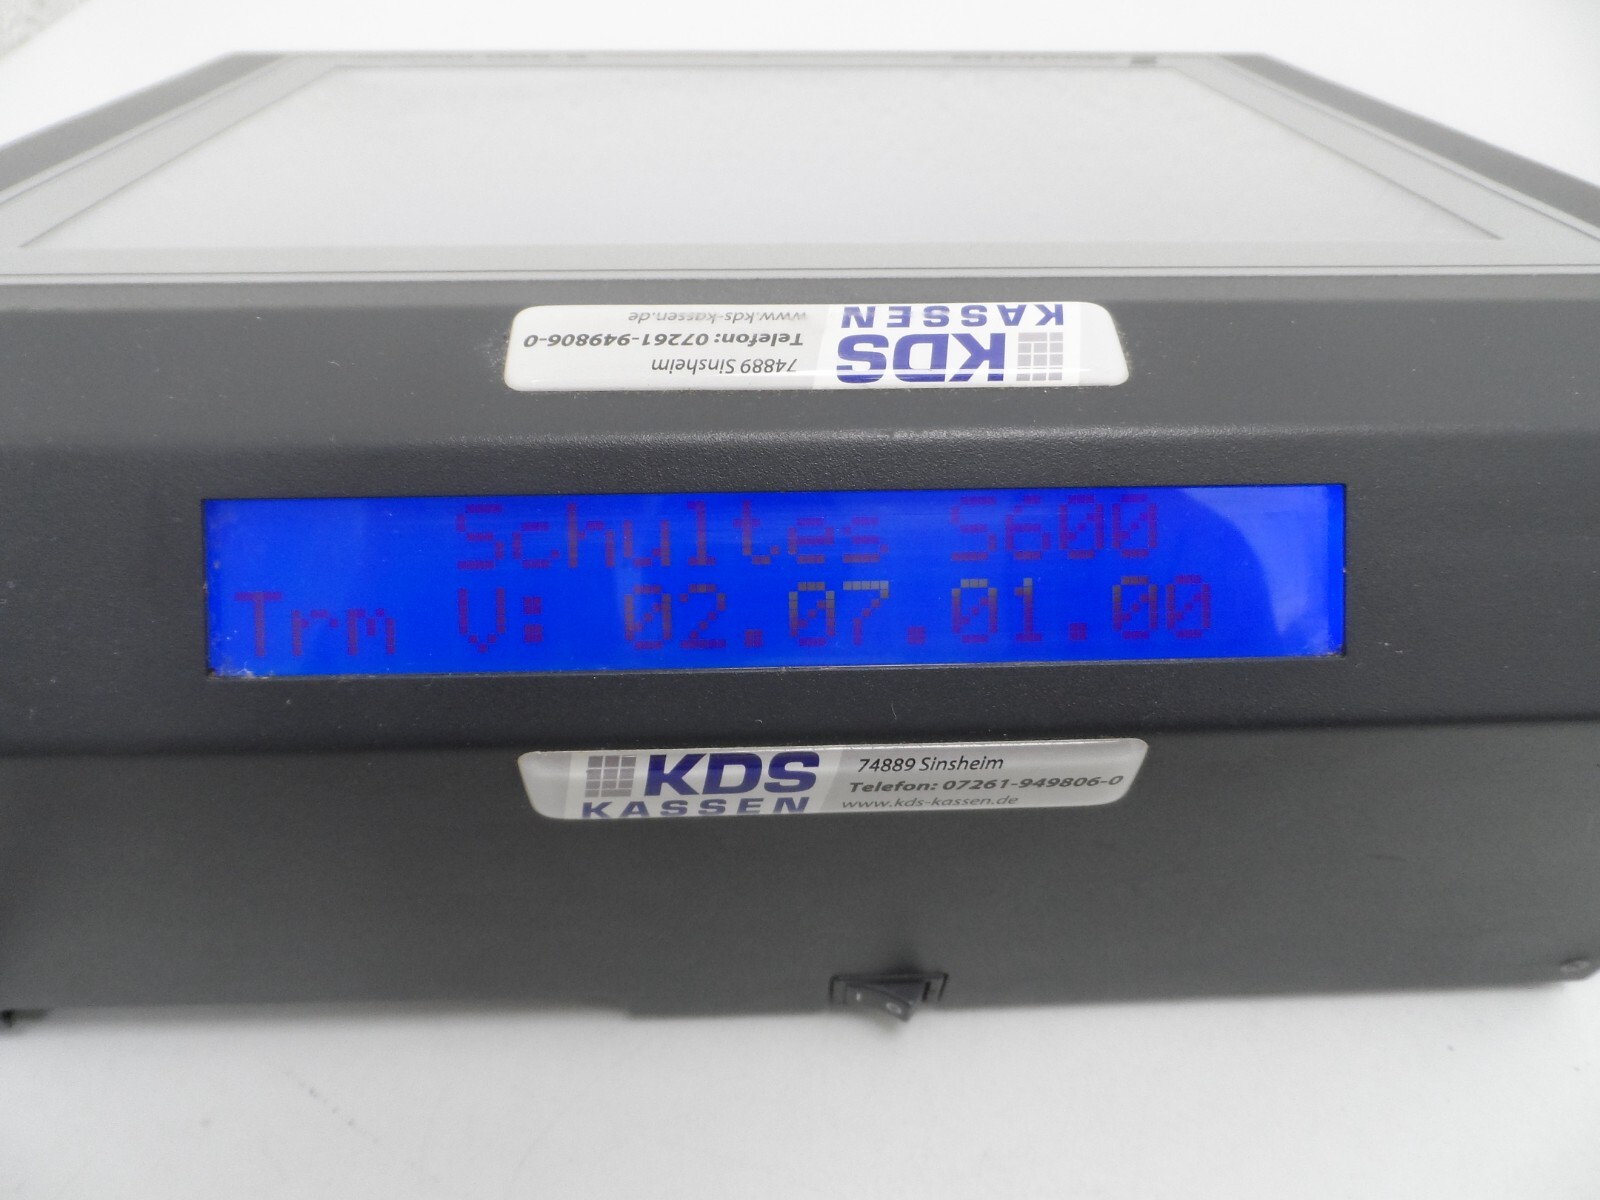 KDS
KASSEN
74889 Sinsheim
Telefon: 07261-949806-0
www.kds-kassen.de
Schultes S600
Trm V: 02.07.01.00
KDS
KASSEN
74889 Sinsheim
Telefon: 07261-949806-0
www.kds-kassen.de